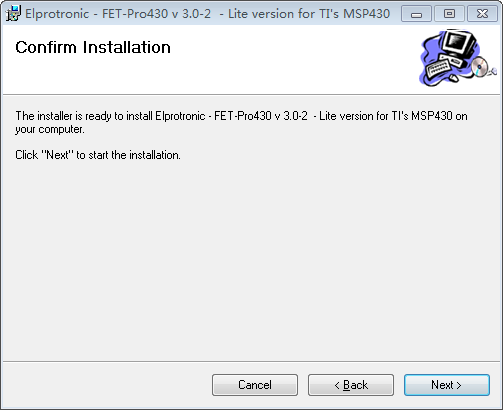 Elprotronic - FET-Pro430 v 3.0-2 - Lite version for TI's MSP430
Confirm Installation
The installer is ready to install Elprotronic - FET-Pro430 v 3.0-2 - Lite version for TI's MSP430 on
your computer.
Click "Next" to start the installation.
Cancel
< Back
Next >